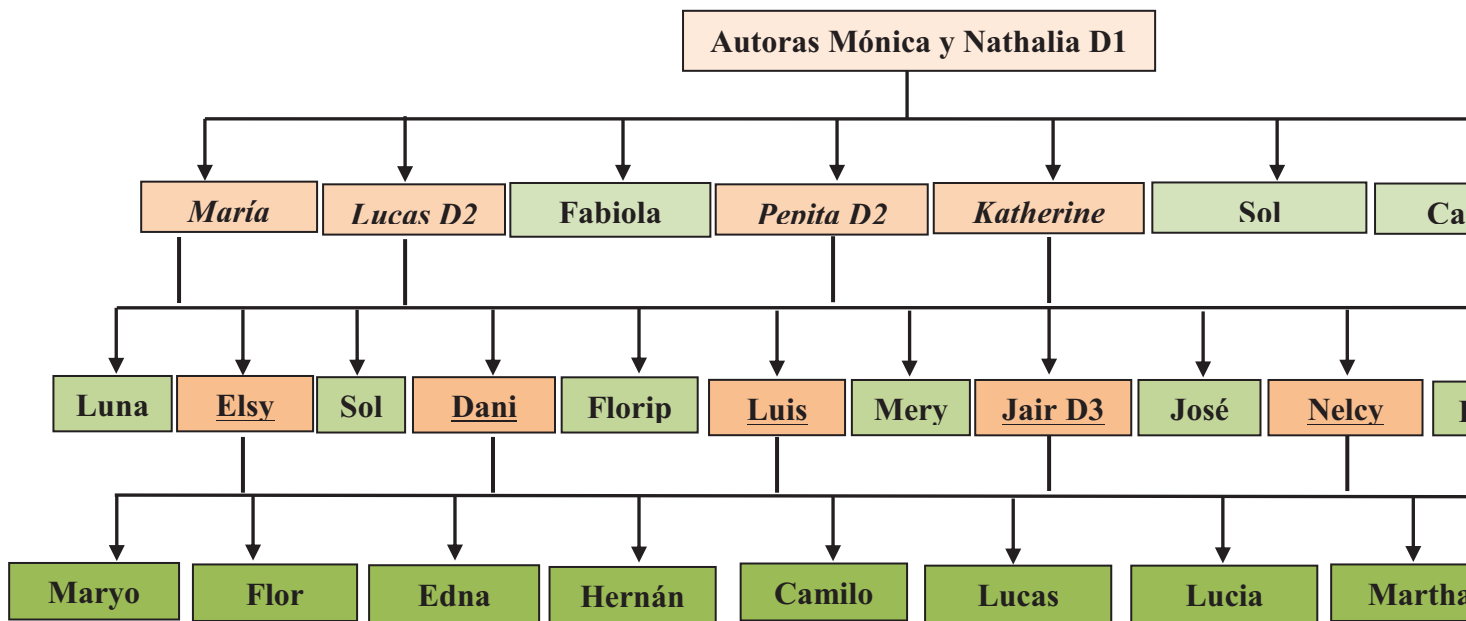 Autoras Mónica y Nathalia D1
María
Lucas D2
Fabiola
Pepita D2
Katherine
Sol
Luna
Elsy
Sol
Dani
Florip
Luis
Mery
Jair D3
José
Nelcy
Maryo
Flor
Edna
Hernán
Camilo
Lucas
Lucia
Martha